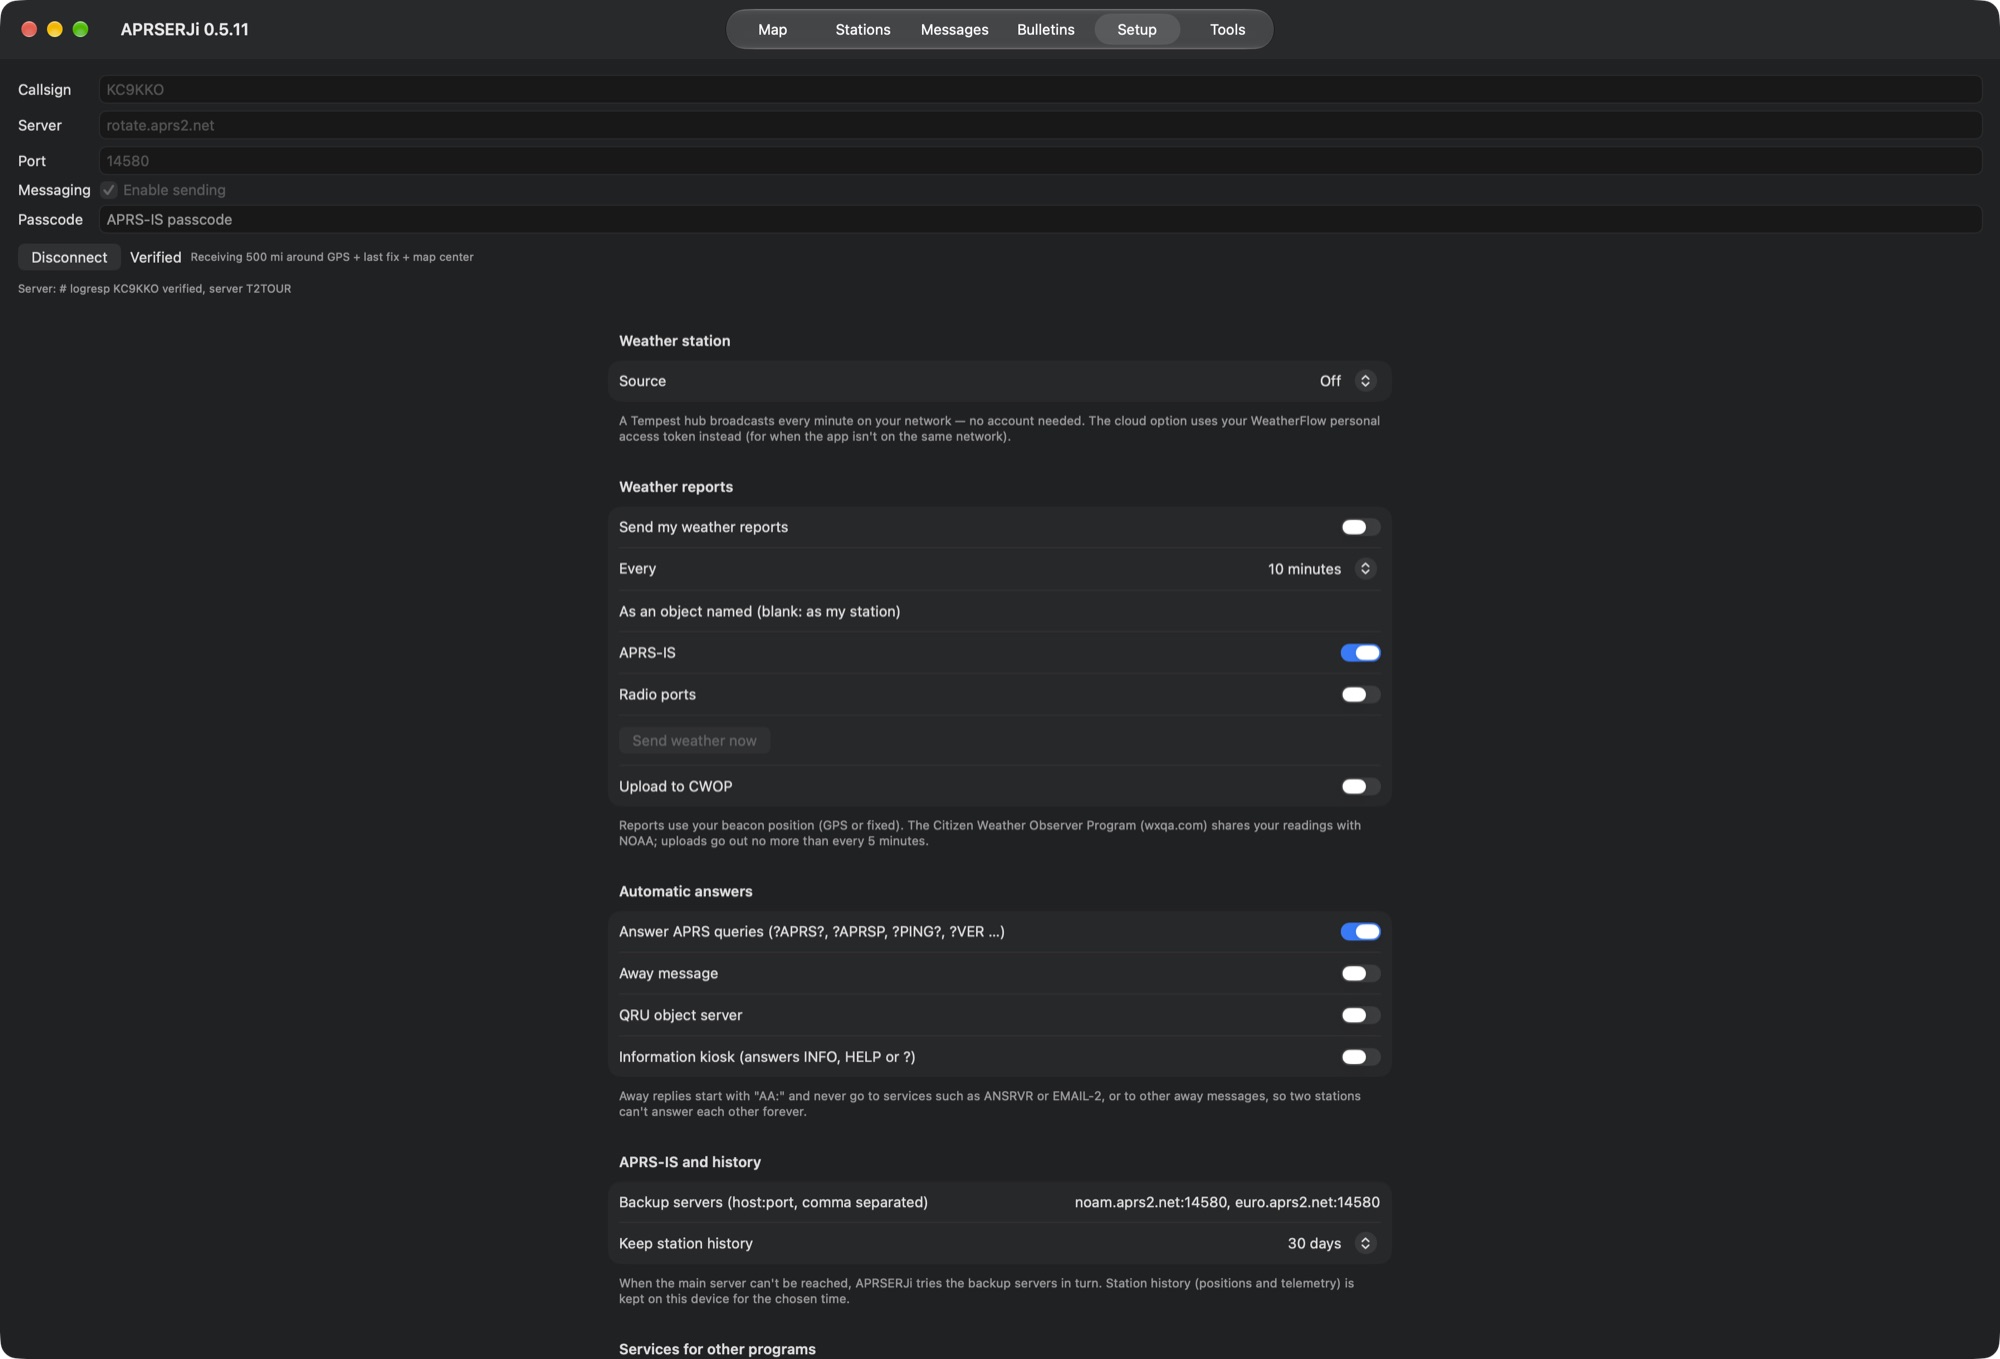 APRSERJi 0.5.11
Map Stations Messages Bulletins Setup Tools
Callsign KC9KKO
Server rotate.aprs2.net
Port 14580
Messaging Enable sending
Passcode APRS-IS passcode
Disconnect Verified Receiving 500 mi around GPS + last fix + map center
Server: # logresp KC9KKO verified, server T2TOUR
Weather station
Source Off
A Tempest hub broadcasts every minute on your network — no account needed. The cloud option uses your WeatherFlow personal
access token instead (for when the app isn't on the same network).
Weather reports
Send my weather reports
Every 10 minutes
As an object named (blank: as my station)
APRS-IS
Radio ports
Send weather now
Upload to CWOP
Reports use your beacon position (GPS or fixed). The Citizen Weather Observer Program (wxqa.com) shares your readings with
NOAA; uploads go out no more than every 5 minutes.
Automatic answers
Answer APRS queries (?APRS?, ?APRSP, ?PING?, ?VER ...)
Away message
QRU object server
Information kiosk (answers INFO, HELP or ?)
Away replies start with "AA:" and never go to services such as ANSRVR or EMAIL-2, or to other away messages, so two stations
can't answer each other forever.
APRS-IS and history
Backup servers (host:port, comma separated) noam.aprs2.net:14580, euro.aprs2.net:14580
Keep station history 30 days
When the main server can't be reached, APRSERJi tries the backup servers in turn. Station history (positions and telemetry) is
kept on this device for the chosen time.
Services for other programs